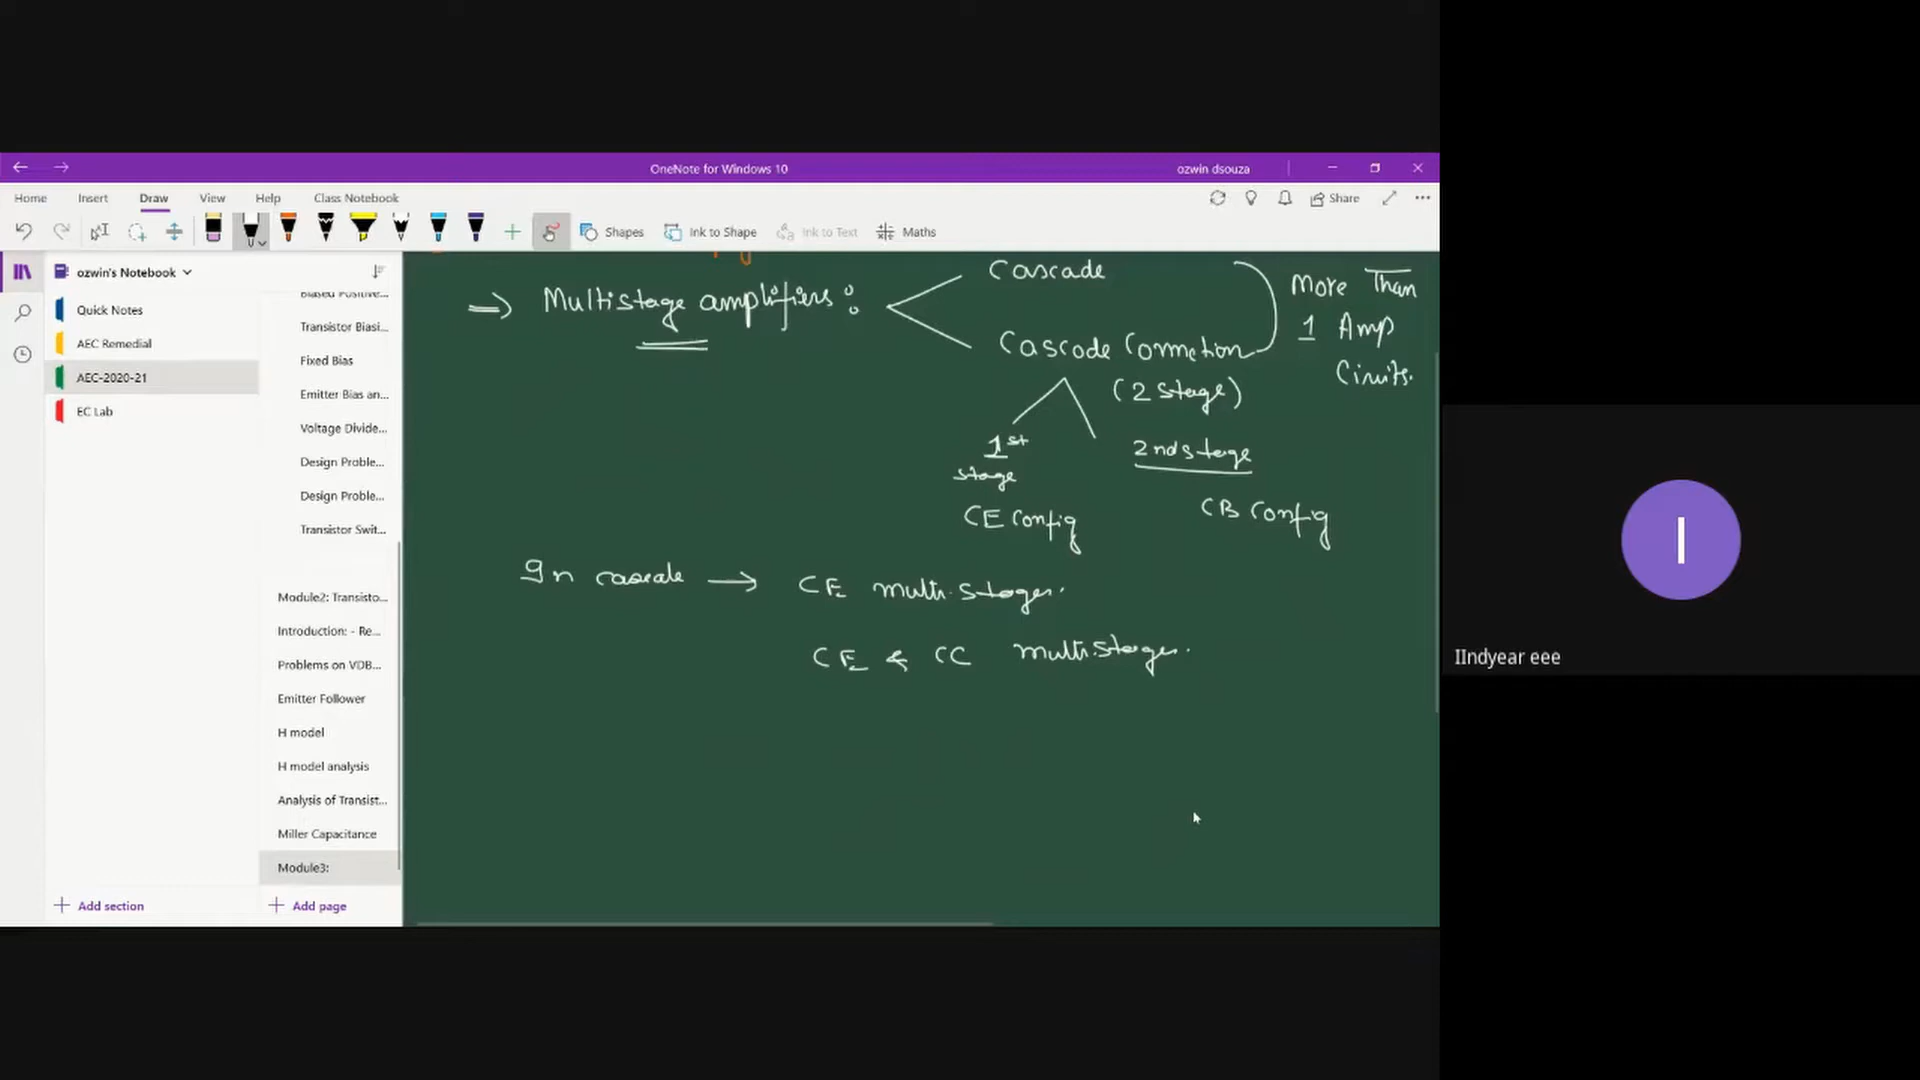 OneNote for Windows 10
ozwin dsouza
Home
Insert
Draw
View
Help
Class Notebook
Share
Shapes
Ink to Shape
Ink to Text
Maths
ozwin's Notebook
Quick Notes
AEC Remedial
AEC-2020-21
EC Lab
Add section
Biased Positive...
Transistor Biasi...
Fixed Bias
Emitter Bias an...
Voltage Divide...
Design Proble...
Design Proble...
Transistor Swit...
Module2: Transisto...
Introduction: - Re...
Problems on VDB...
Emitter Follower
H model
H model analysis
Analysis of Transist...
Miller Capacitance
Module3:
Add page
⇒ Multistage amplifiers:
Cascade
Cascode Connection
(2 stage)
More Than
1 Amp
Circuits.
1st
stage
CE Config
2nd stage
CB Config
In cascade → CE multistages.
CE & CC multistages.
I
IIndyear eee